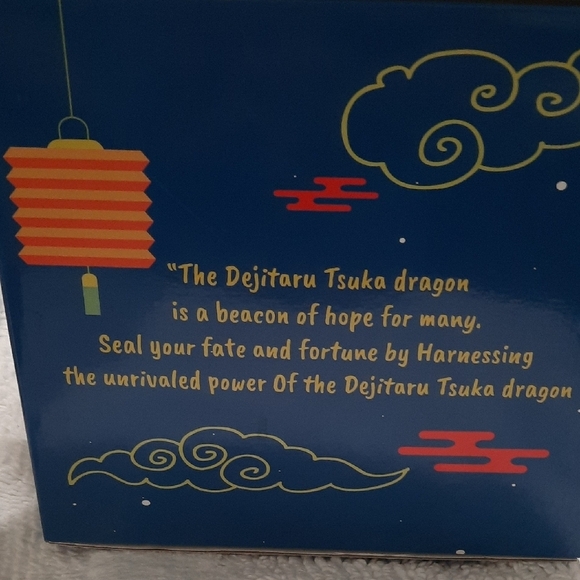 "The Dejitaru Tsuka dragon
is a beacon of hope for many.
Seal your fate and fortune by Harnessing
the unrivaled power Of the Dejitaru Tsuka dragon